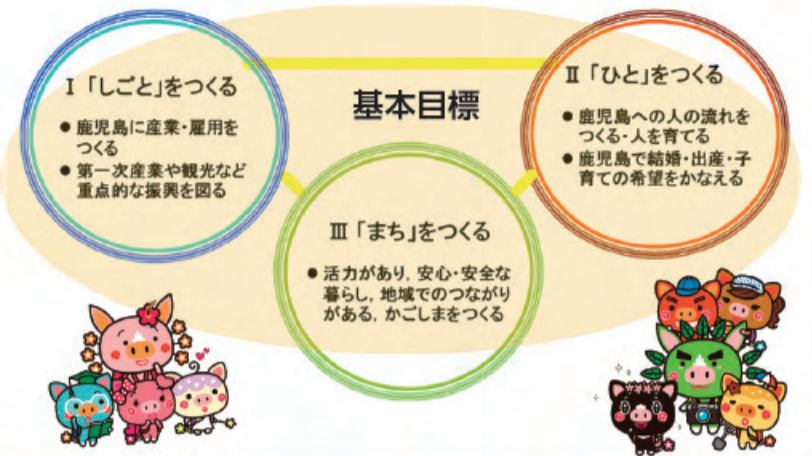 基本目標
Ⅰ「しごと」をつくる
● 鹿児島に産業・雇用を
つくる
● 第一次産業や観光など
重点的な振興を図る
Ⅱ「ひと」をつくる
● 鹿児島への人の流れを
つくる・人を育てる
● 鹿児島で結婚・出産・子
育ての希望をかなえる
Ⅲ「まち」をつくる
● 活力があり，安心・安全な
暮らし，地域でのつながり
がある，かごしまをつくる